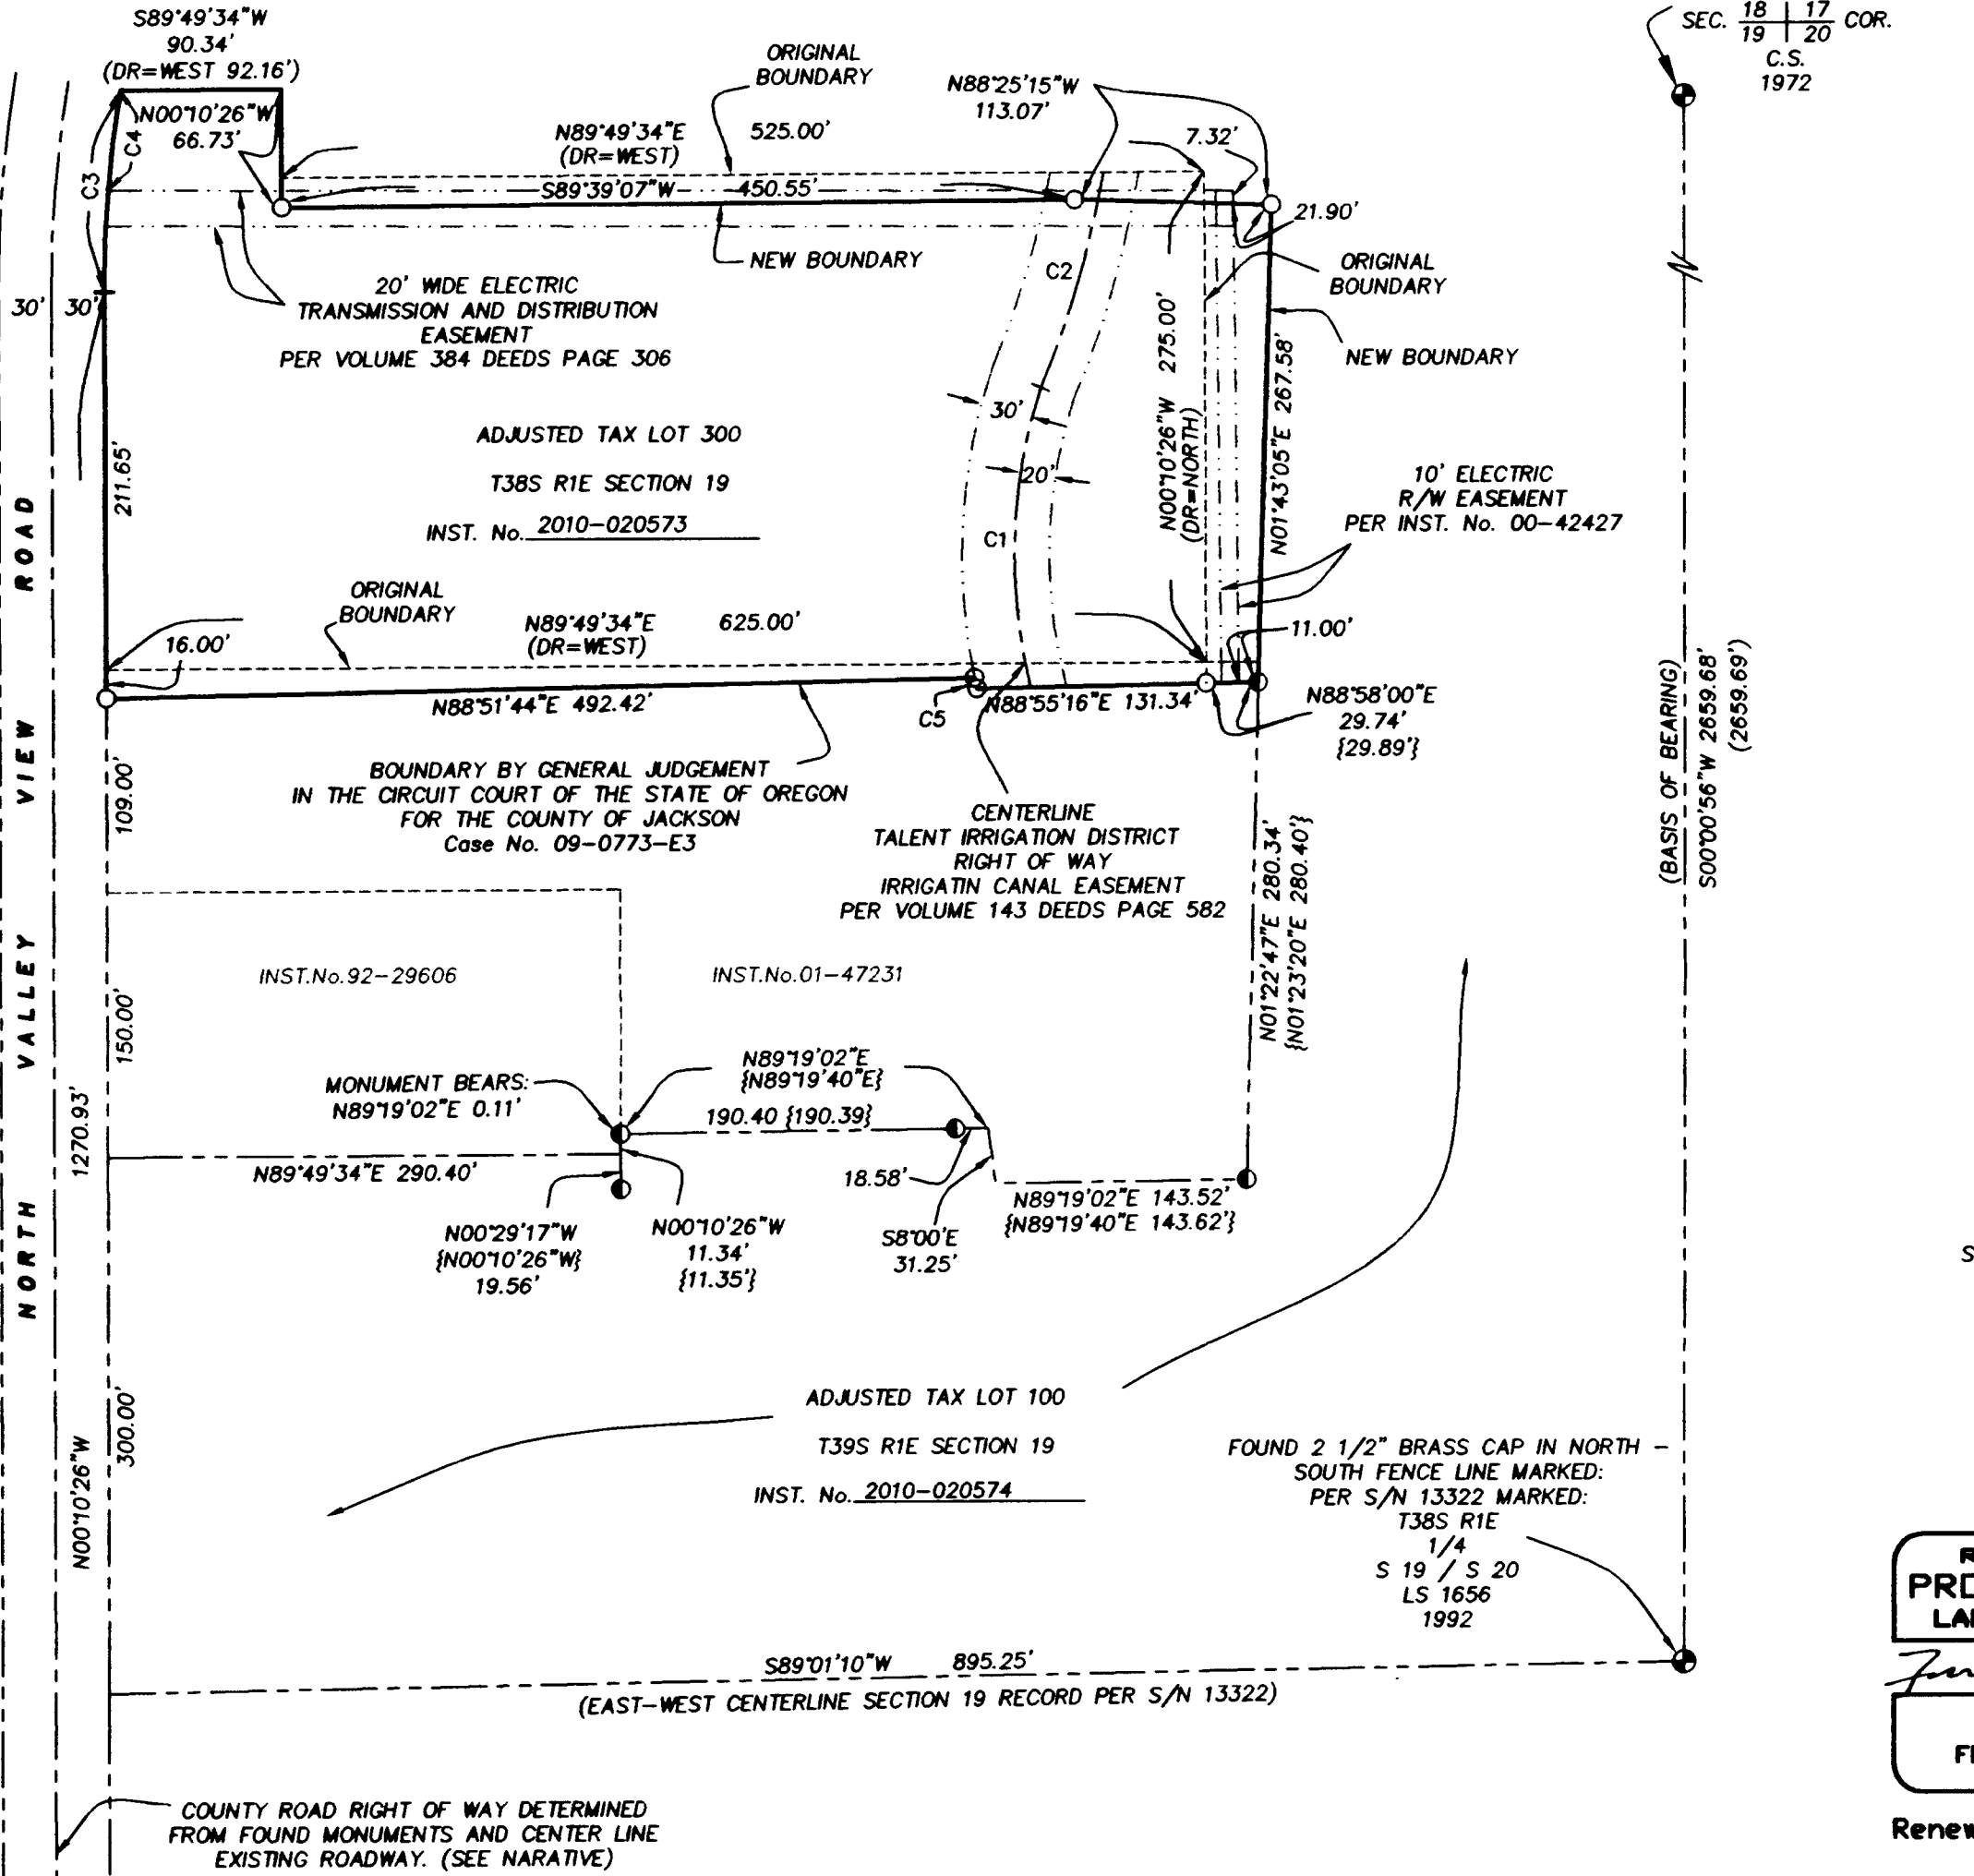 S89°49'34"W
90.34'
(DR=WEST 92.16')
N00°10'26"W
66.73'
C4
C3
ORIGINAL
BOUNDARY
N89°49'34"E 525.00'
(DR=WEST)
S89°39'07"W 450.55'
N88°25'15"W
113.07'
7.32'
21.90'
SEC. 18 | 17 COR.
19 | 20
C.S.
1972
NEW BOUNDARY
ORIGINAL
BOUNDARY
NEW BOUNDARY
30' 30'
20' WIDE ELECTRIC
TRANSMISSION AND DISTRIBUTION
EASEMENT
PER VOLUME 384 DEEDS PAGE 306
C2
30'
20'
C1
N00°10'26"W 275.00'
(DR=NORTH)
N01°43'05"E 267.58'
211.65'
ADJUSTED TAX LOT 300
T38S R1E SECTION 19
INST. No. 2010-020573
10' ELECTRIC
R/W EASEMENT
PER INST. No. 00-42427
ORIGINAL
BOUNDARY
N89°49'34"E 625.00'
(DR=WEST)
16.00'
11.00'
N88°51'44"E 492.42'
C5
N88°55'16"E 131.34'
N88°58'00"E
29.74'
{29.89'}
BOUNDARY BY GENERAL JUDGEMENT
IN THE CIRCUIT COURT OF THE STATE OF OREGON
FOR THE COUNTY OF JACKSON
Case No. 09-0773-E3
CENTERLINE
TALENT IRRIGATION DISTRICT
RIGHT OF WAY
IRRIGATIN CANAL EASEMENT
PER VOLUME 143 DEEDS PAGE 582
109.00'
N01°22'47"E 280.34'
{N01°23'20"E 280.40'}
(BASIS OF BEARING)
S00°00'56"W 2659.68'
(2659.69')
NORTH VALLEY VIEW ROAD
INST.No.92-29606
INST.No.01-47231
150.00'
1270.93'
MONUMENT BEARS:
N89°19'02"E 0.11'
N89°19'02"E
{N89°19'40"E}
190.40 {190.39}
N89°49'34"E 290.40'
18.58'
N89°19'02"E 143.52'
{N89°19'40"E 143.62'}
N00°29'17"W
{N00°10'26"W}
19.56'
N00°10'26"W
11.34'
{11.35'}
S8°00'E
31.25'
S
300.00'
N00°10'26"W
ADJUSTED TAX LOT 100
T39S R1E SECTION 19
INST. No. 2010-020574
FOUND 2 1/2" BRASS CAP IN NORTH -
SOUTH FENCE LINE MARKED:
PER S/N 13322 MARKED:
T38S R1E
1/4
S 19 / S 20
LS 1656
1992
S89°01'10"W 895.25'
(EAST-WEST CENTERLINE SECTION 19 RECORD PER S/N 13322)
COUNTY ROAD RIGHT OF WAY DETERMINED
FROM FOUND MONUMENTS AND CENTER LINE
EXISTING ROADWAY. (SEE NARATIVE)
Renew